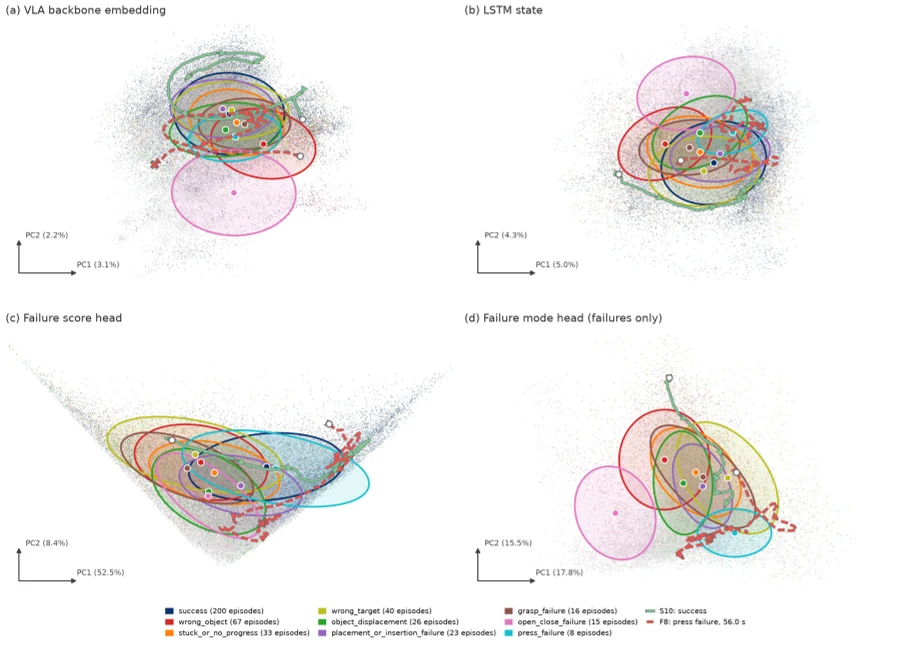 (a) VLA backbone embedding
(b) LSTM state
PC2 (2.2%)
PC1 (3.1%)
PC2 (4.3%)
PC1 (5.0%)
(c) Failure score head
(d) Failure mode head (failures only)
PC2 (8.4%)
PC1 (52.5%)
PC2 (15.5%)
PC1 (17.8%)
success (200 episodes)
wrong_object (67 episodes)
stuck_or_no_progress (33 episodes)
wrong_target (40 episodes)
object_displacement (26 episodes)
placement_or_insertion_failure (23 episodes)
grasp_failure (16 episodes)
open_close_failure (15 episodes)
press_failure (8 episodes)
S10: success
F8: press failure, 56.0 s